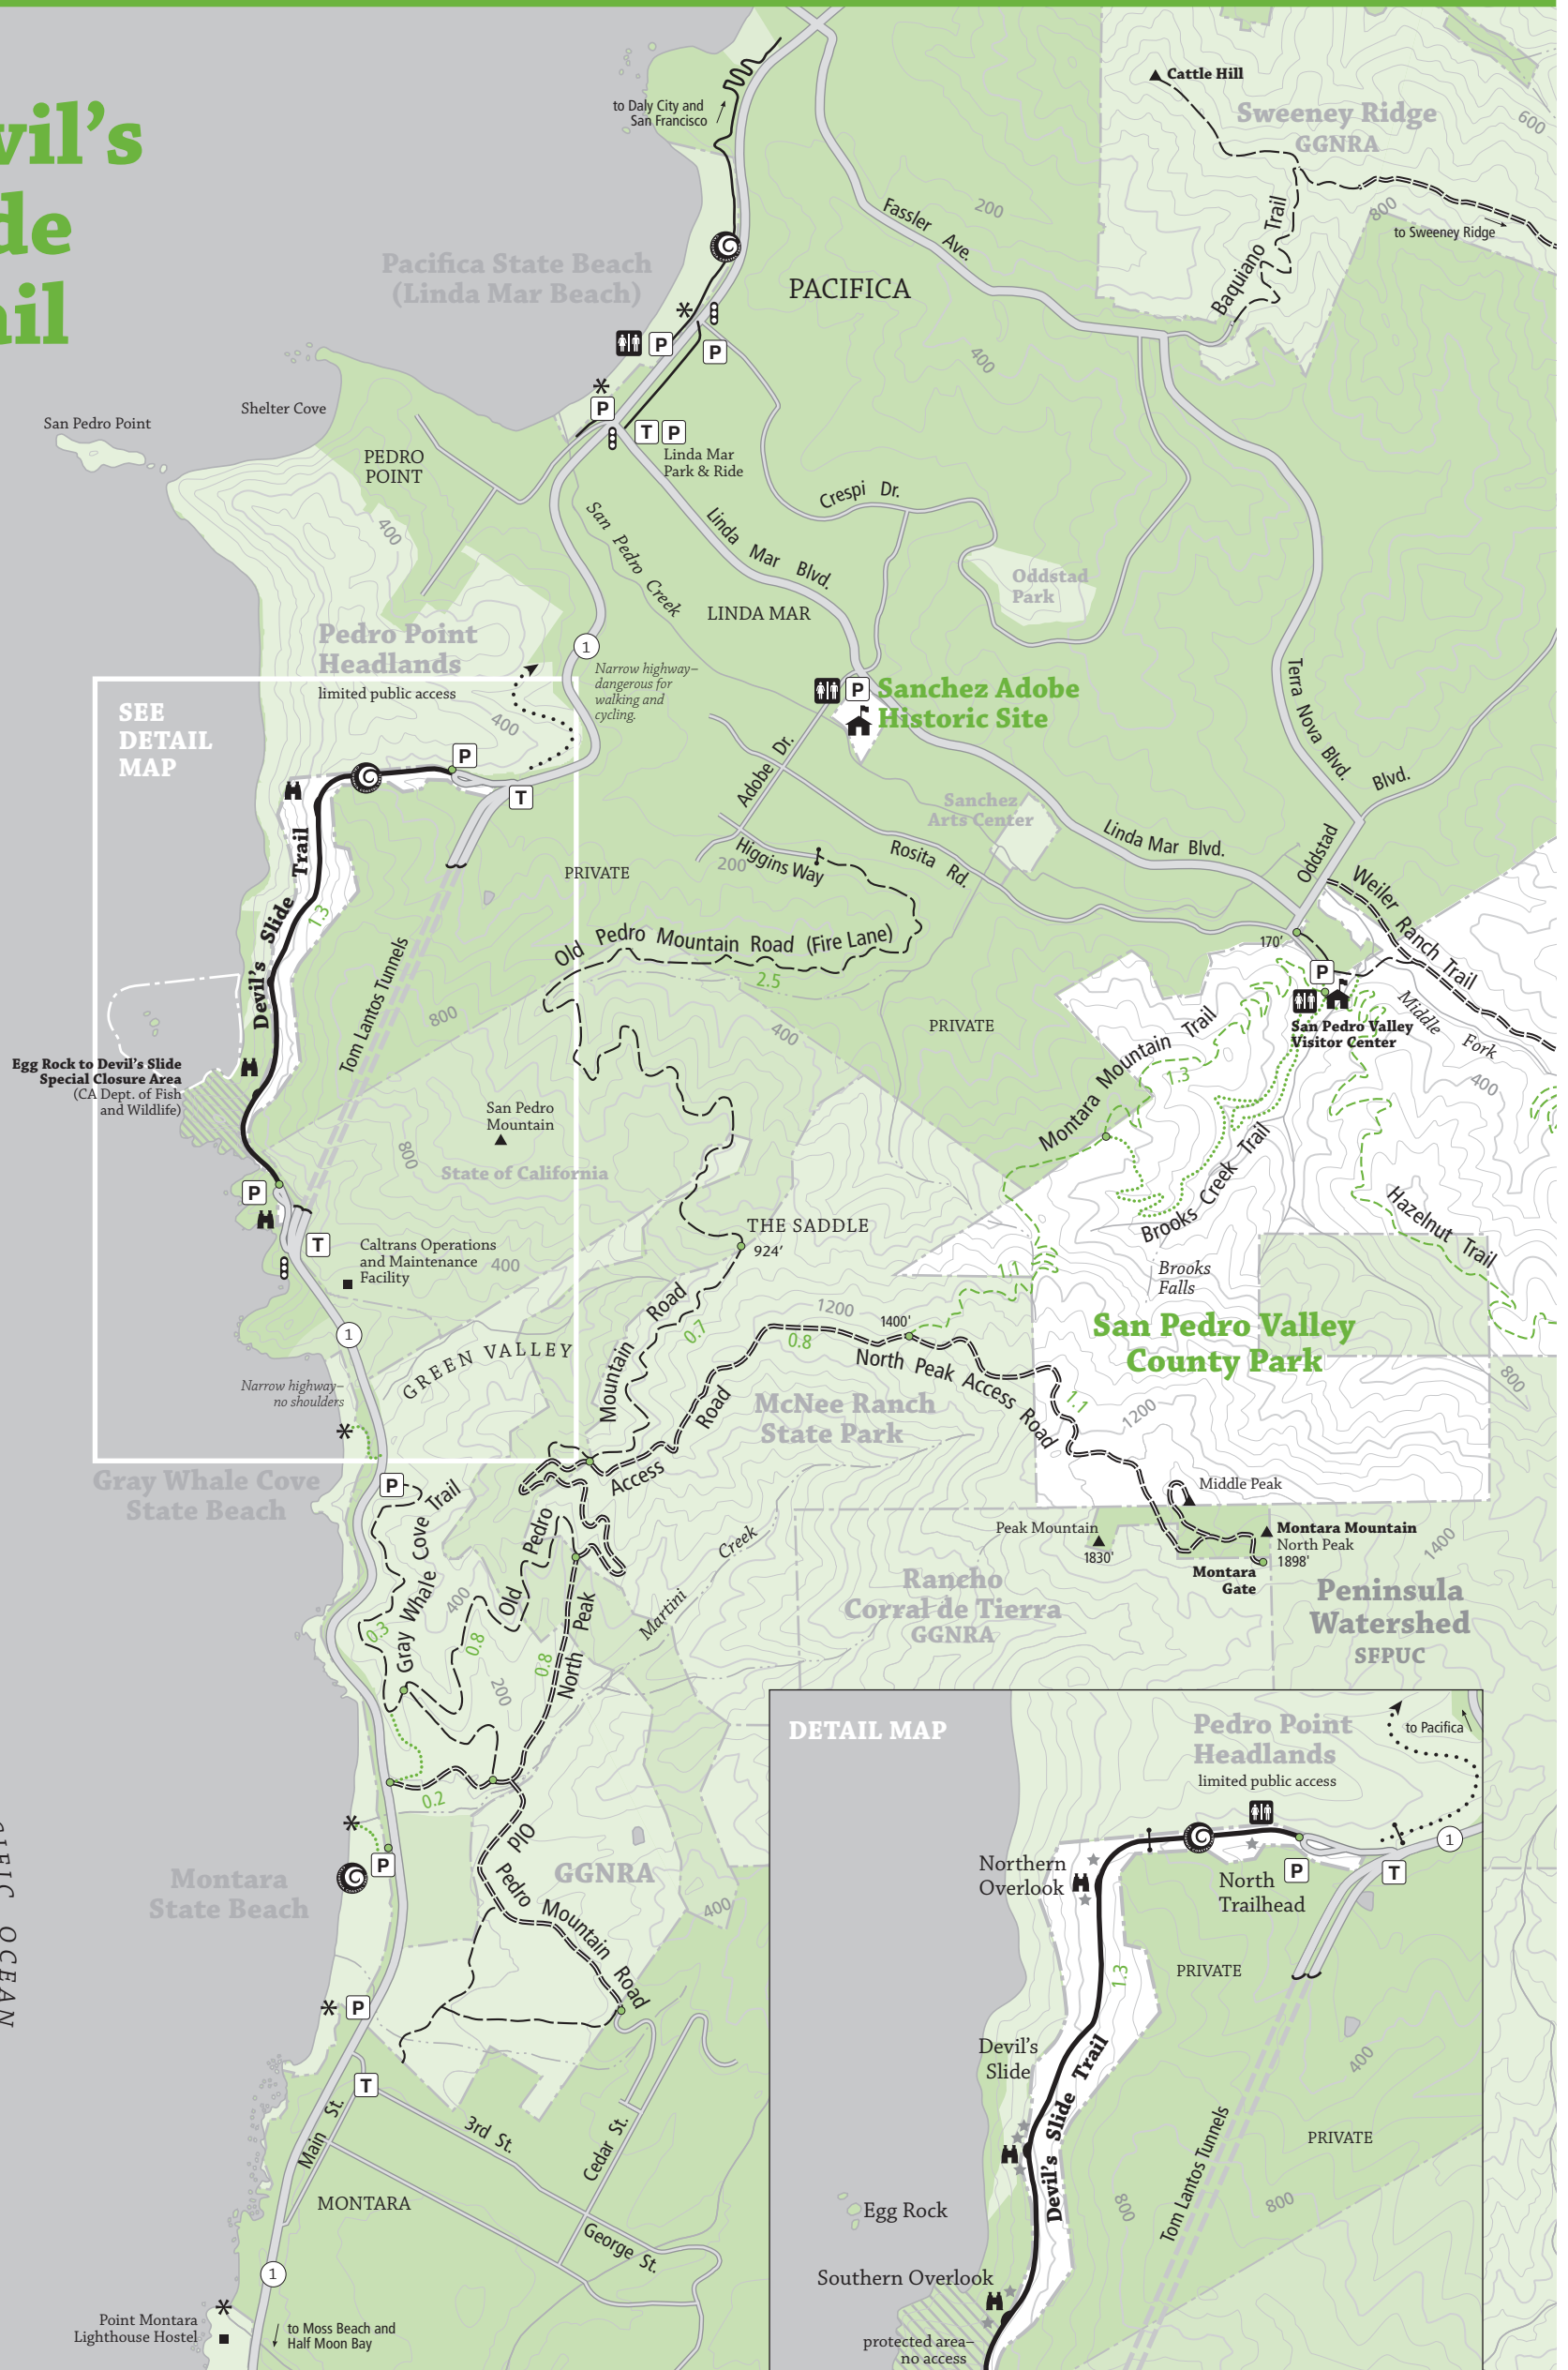 vil's
de
ail
to Daly City and
San Francisco
Cattle Hill
Sweeney Ridge
GGNRA
600
800
to Sweeney Ridge
Baquiano Trail
Fassler Ave.
200
Pacifica State Beach
(Linda Mar Beach)
PACIFICA
400
P
P
P
T P
Linda Mar
Park & Ride
San Pedro Point
Shelter Cove
PEDRO
POINT
400
San Pedro Creek
Linda Mar Blvd.
Crespi Dr.
Oddstad
Park
LINDA MAR
Pedro Point
Headlands
limited public access
400
1
Narrow highway–
dangerous for
walking and
cycling.
P
Sanchez Adobe
Historic Site
Terra Nova Blvd.
Oddstad Blvd.
SEE
DETAIL
MAP
P
T
Adobe Dr.
Higgins Way
200
Rosita Rd.
Sanchez
Arts Center
Linda Mar Blvd.
PRIVATE
Devil's Slide Trail
1.3
Tom Lantos Tunnels
800
Old Pedro Mountain Road (Fire Lane)
2.5
400
PRIVATE
170'
P
San Pedro Valley
Visitor Center
Weiler Ranch Trail
Middle Fork
400
Montara Mountain Trail
1.3
Brooks Creek Trail
Hazelnut Trail
Egg Rock to Devil's Slide
Special Closure Area
(CA Dept. of Fish
and Wildlife)
San Pedro
Mountain
800
State of California
P
T
Caltrans Operations
and Maintenance
Facility
400
THE SADDLE
924'
1.1
Brooks
Falls
San Pedro Valley
County Park
800
1
GREEN VALLEY
Narrow highway–
no shoulders
Mountain Road
0.7
1200
0.8
1400'
North Peak Access Road
1.1
1200
McNee Ranch
State Park
Access Road
Gray Whale Cove
State Beach
P
Gray Whale Cove Trail
0.3
400
0.8
Old Pedro
200
0.8
North Peak
Martini Creek
Middle Peak
Peak Mountain
1830'
Montara Mountain
North Peak
1898'
Montara
Gate
1400
Rancho
Corral de Tierra
GGNRA
Peninsula
Watershed
SFPUC
0.2
P
Montara
State Beach
Old Pedro Mountain Road
GGNRA
400
P
T
Main St.
3rd St.
Cedar St.
George St.
MONTARA
1
Point Montara
Lighthouse Hostel
to Moss Beach and
Half Moon Bay
CIFIC OCEAN
DETAIL MAP
Pedro Point
Headlands
limited public access
to Pacifica
1
Northern
Overlook
North
Trailhead
P
T
PRIVATE
1.3
Devil's
Slide
Devil's Slide Trail
400
PRIVATE
Tom Lantos Tunnels
800
800
Egg Rock
Southern Overlook
protected area–
no access